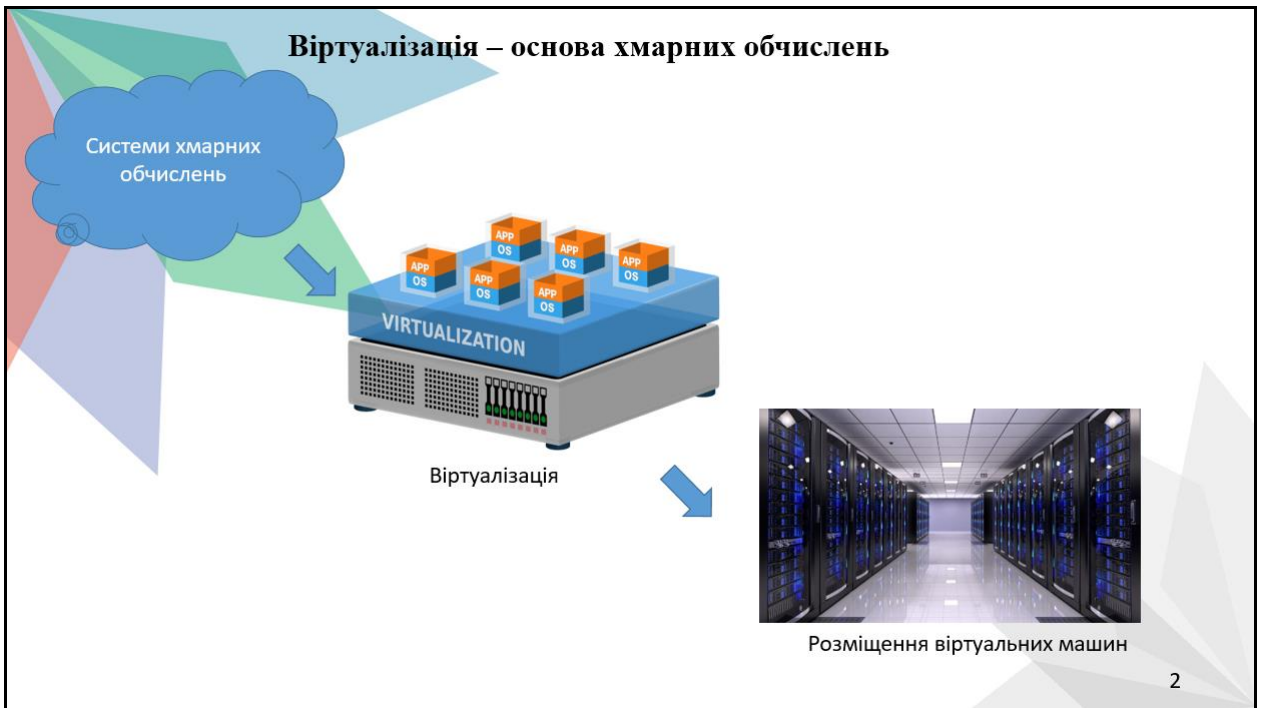 Віртуалізація – основа хмарних обчислень
Системи хмарних
обчислень
APP
OS
APP
OS
APP
OS
APP
OS
APP
OS
APP
OS
VIRTUALIZATION
Віртуалізація
Розміщення віртуальних машин
2